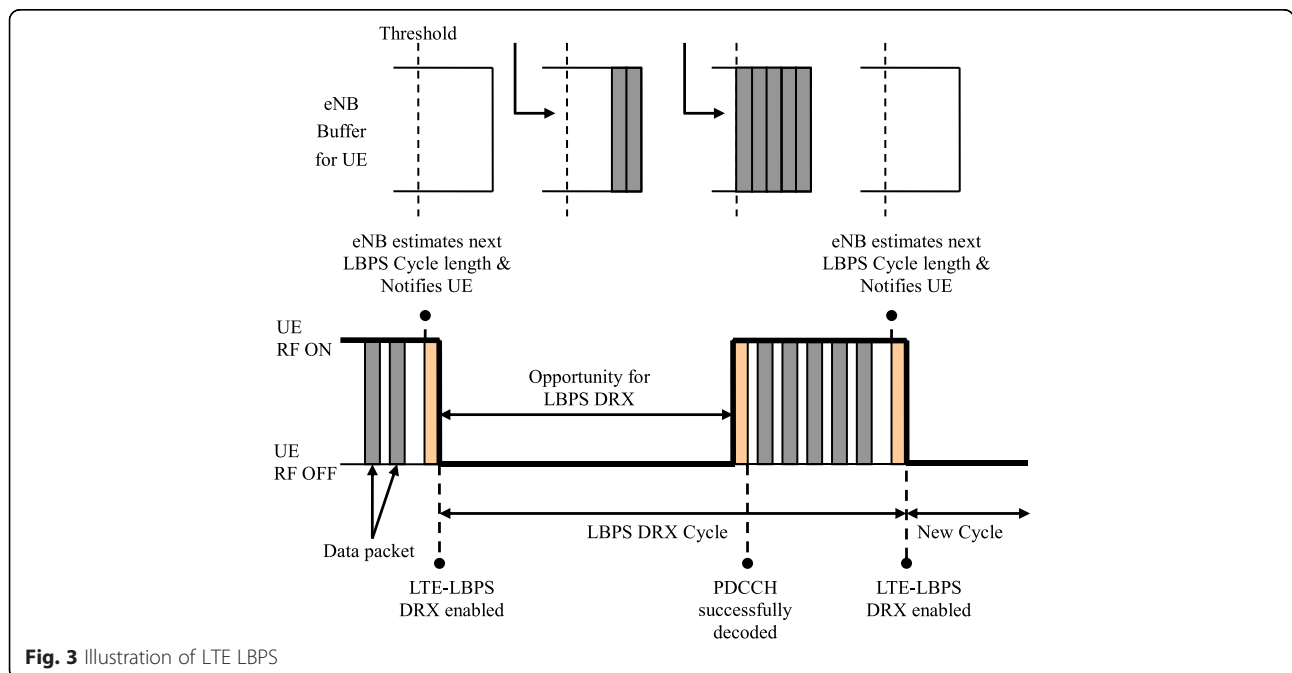 Threshold
eNB
Buffer
for UE
eNB estimates next
LBPS Cycle length &
Notifies UE
eNB estimates next
LBPS Cycle length &
Notifies UE
UE
RF ON
Opportunity for
LBPS DRX
UE
RF OFF
Data packet
LBPS DRX Cycle
New Cycle
LTE-LBPS
DRX enabled
PDCCH
successfully
decoded
LTE-LBPS
DRX enabled
Fig. 3 Illustration of LTE LBPS